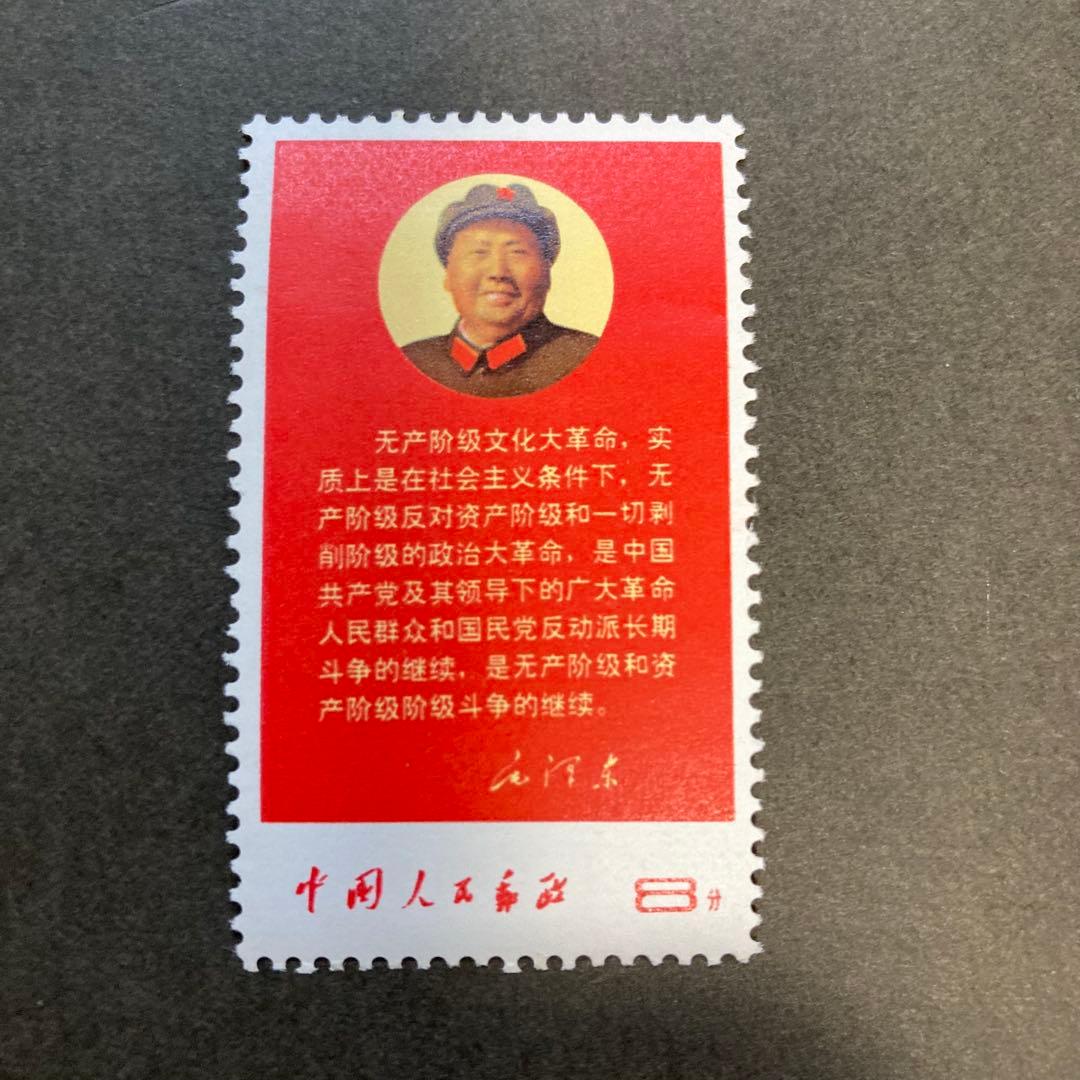 无产阶级文化大革命，实
质上是在社会主义条件下，无
产阶级反对资产阶级和一切剥
削阶级的政治大革命，是中国
共产党及其领导下的广大革命
人民群众和国民党反动派长期
斗争的继续，是无产阶级和资
产阶级阶级斗争的继续。
毛泽东
中国人民邮政 8分